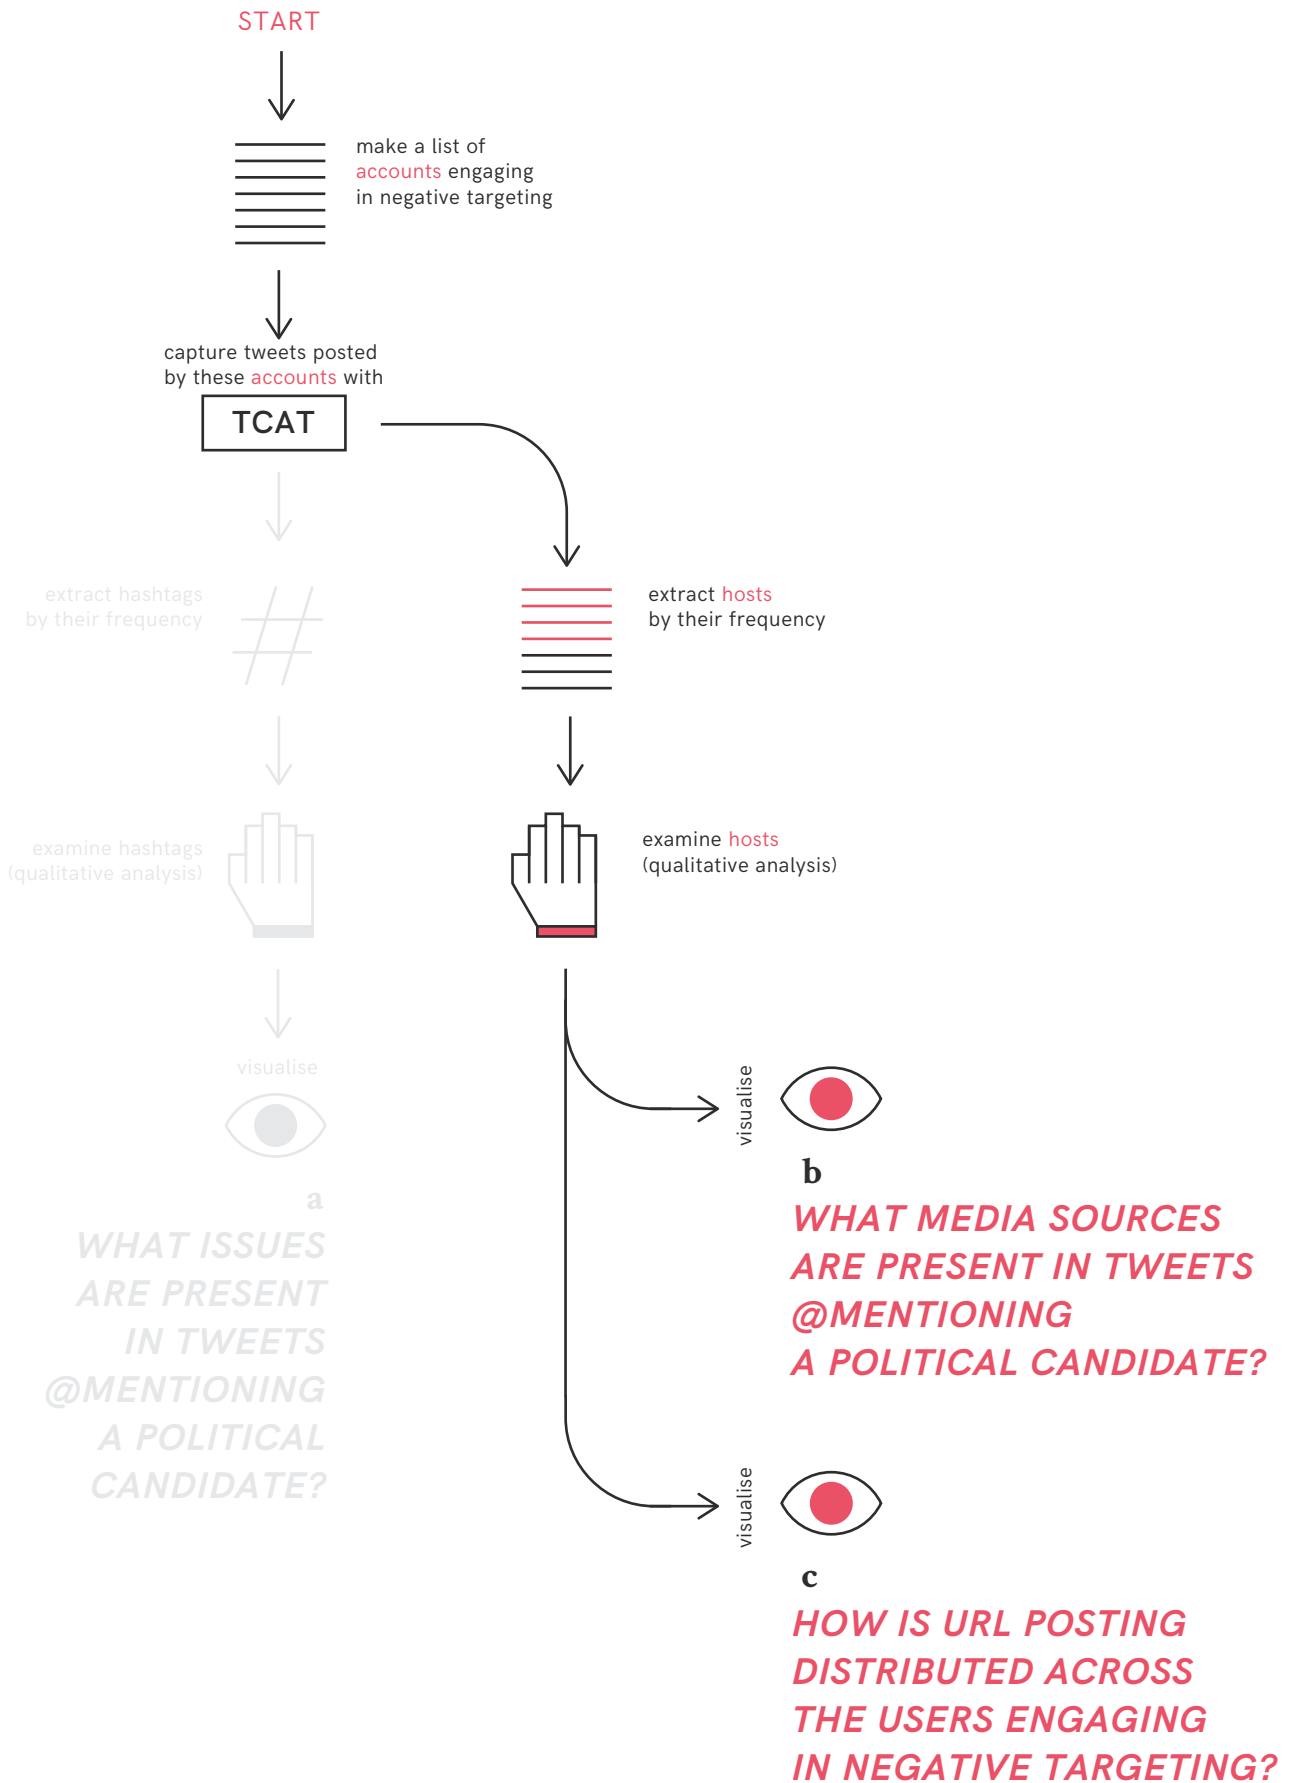 START
make a list of
accounts engaging
in negative targeting
capture tweets posted
by these accounts with
TCAT
extract hashtags
by their frequency
extract hosts
by their frequency
examine hashtags
(qualitative analysis)
examine hosts
(qualitative analysis)
visualise
a
WHAT ISSUES
ARE PRESENT
IN TWEETS
@MENTIONING
A POLITICAL
CANDIDATE?
visualise
b
WHAT MEDIA SOURCES
ARE PRESENT IN TWEETS
@MENTIONING
A POLITICAL CANDIDATE?
visualise
c
HOW IS URL POSTING
DISTRIBUTED ACROSS
THE USERS ENGAGING
IN NEGATIVE TARGETING?